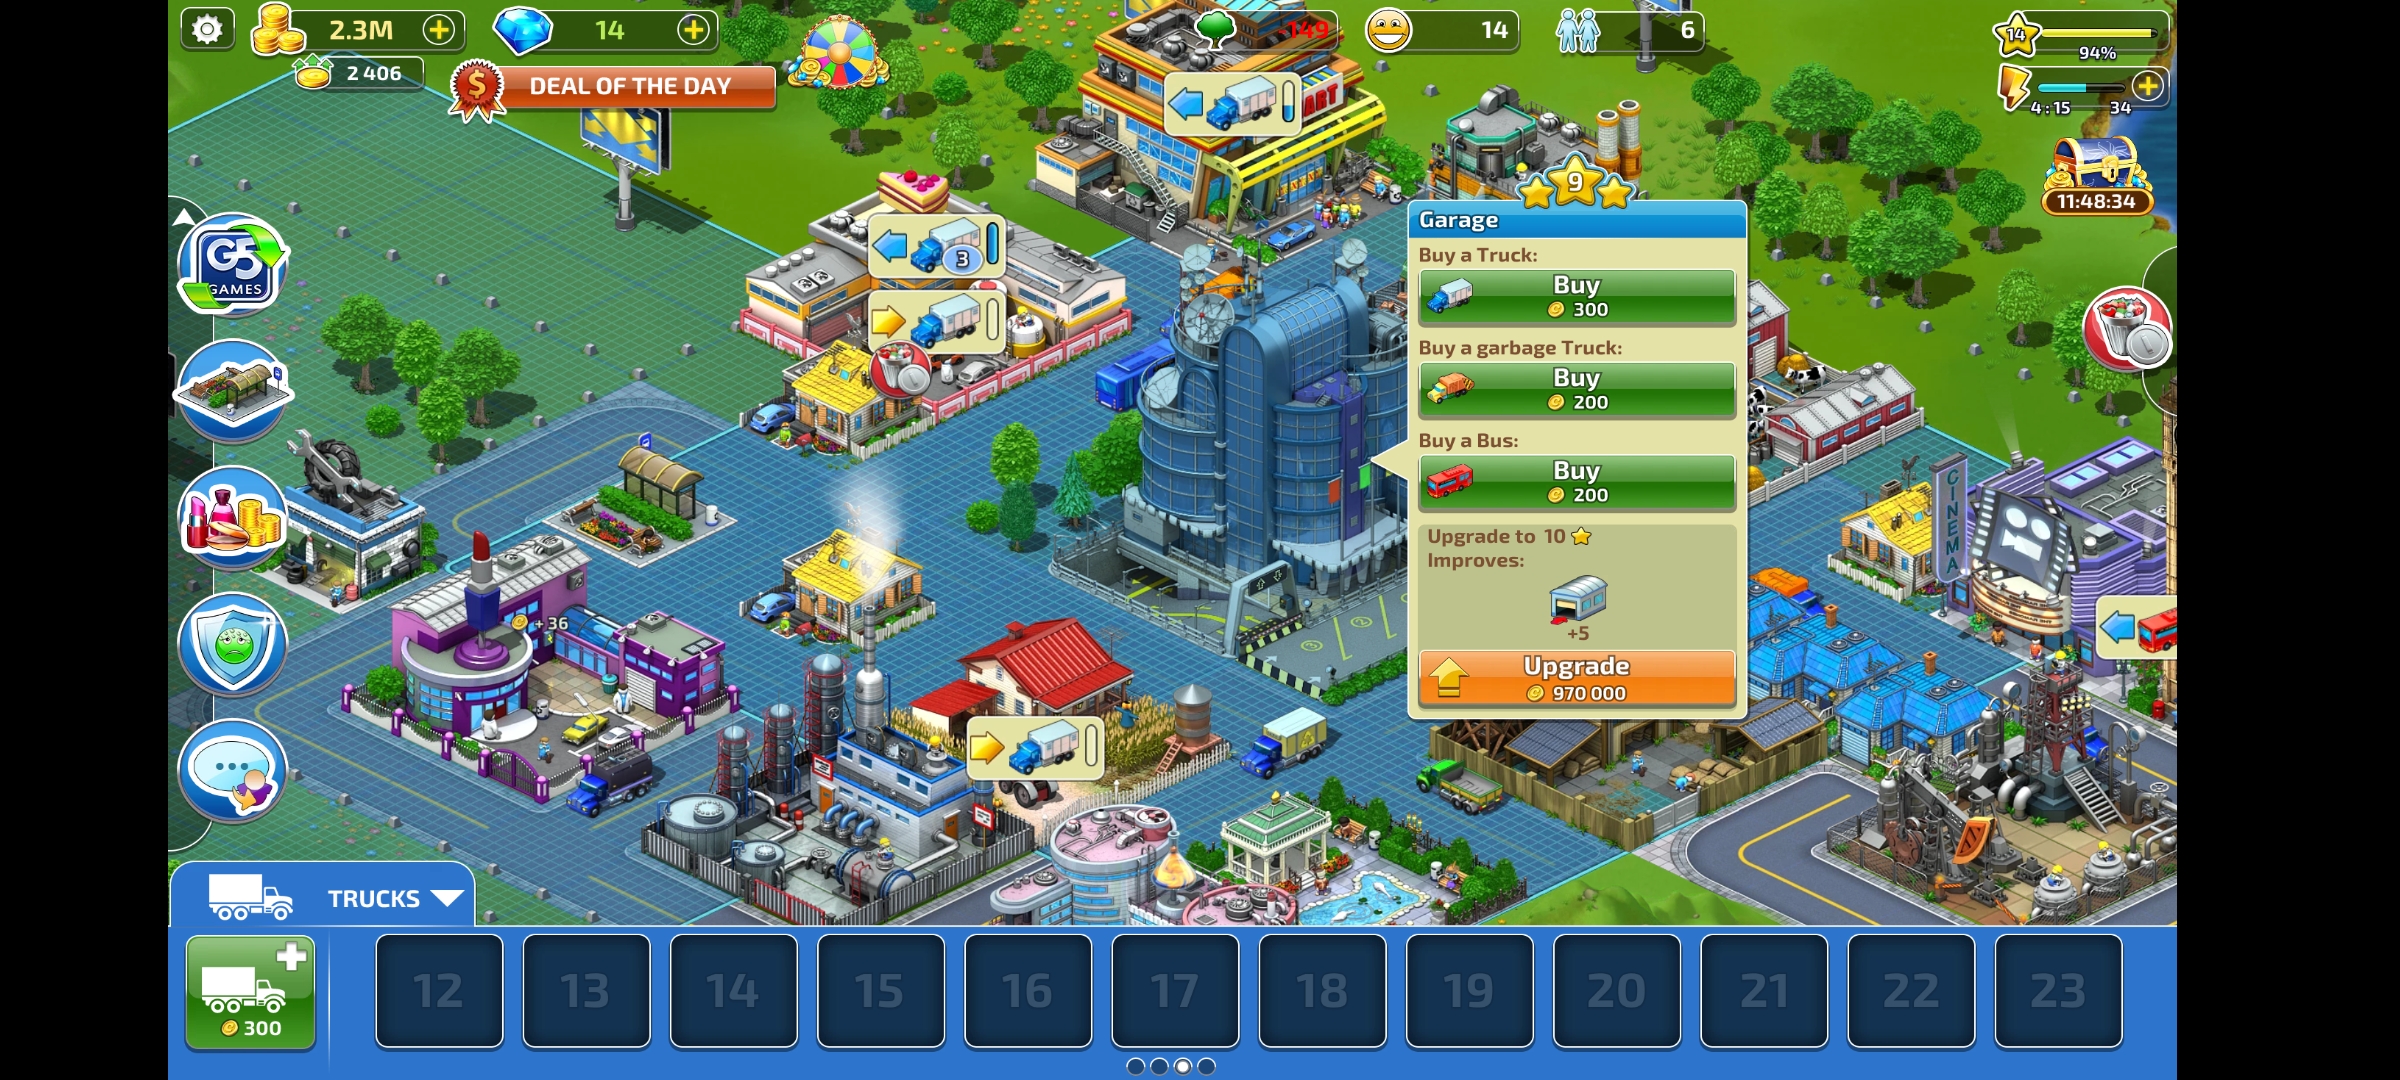 2.3M
14
-149
14
6
14
94%
2 406
DEAL OF THE DAY
4:15
34
ART
11:48:34
9
Garage
G5
GAMES
3
Buy a Truck:
Buy
300
Buy a garbage Truck:
Buy
200
Buy a Bus:
Buy
200
Upgrade to 10
Improves:
+5
Upgrade
970 000
CINEMA
+ 36
TRUCKS
300
12
13
14
15
16
17
18
19
20
21
22
23